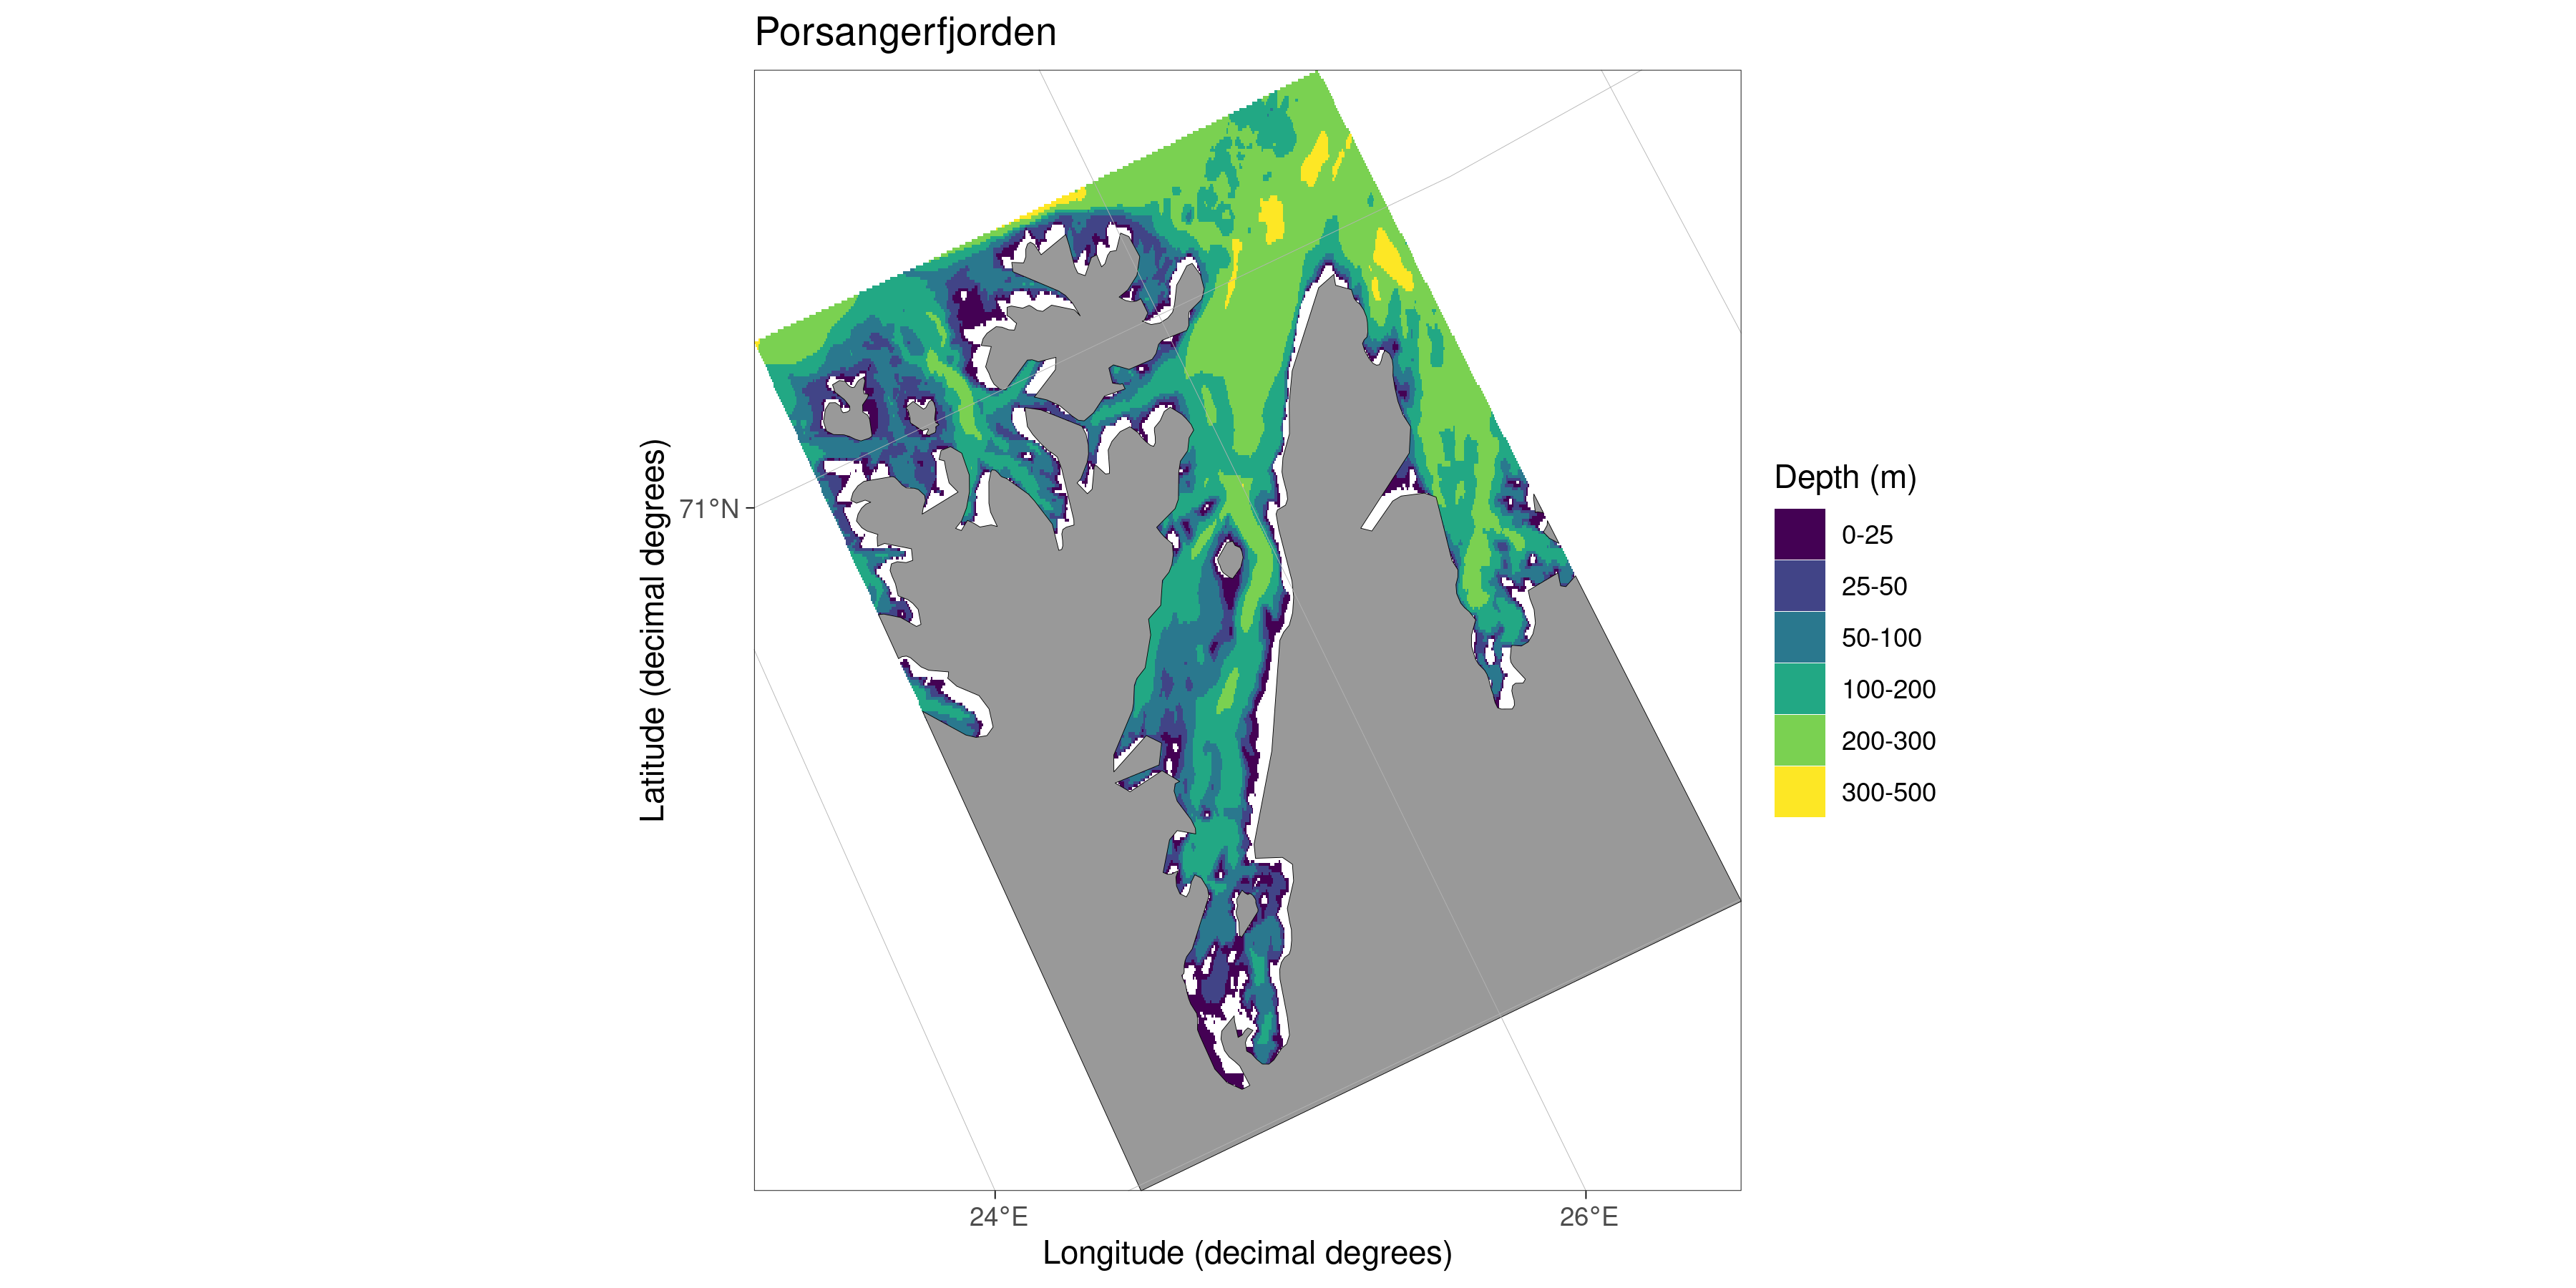 Porsangerfjorden
Latitude (decimal degrees)
71°N
24°E
26°E
Longitude (decimal degrees)
Depth (m)
0-25
25-50
50-100
100-200
200-300
300-500